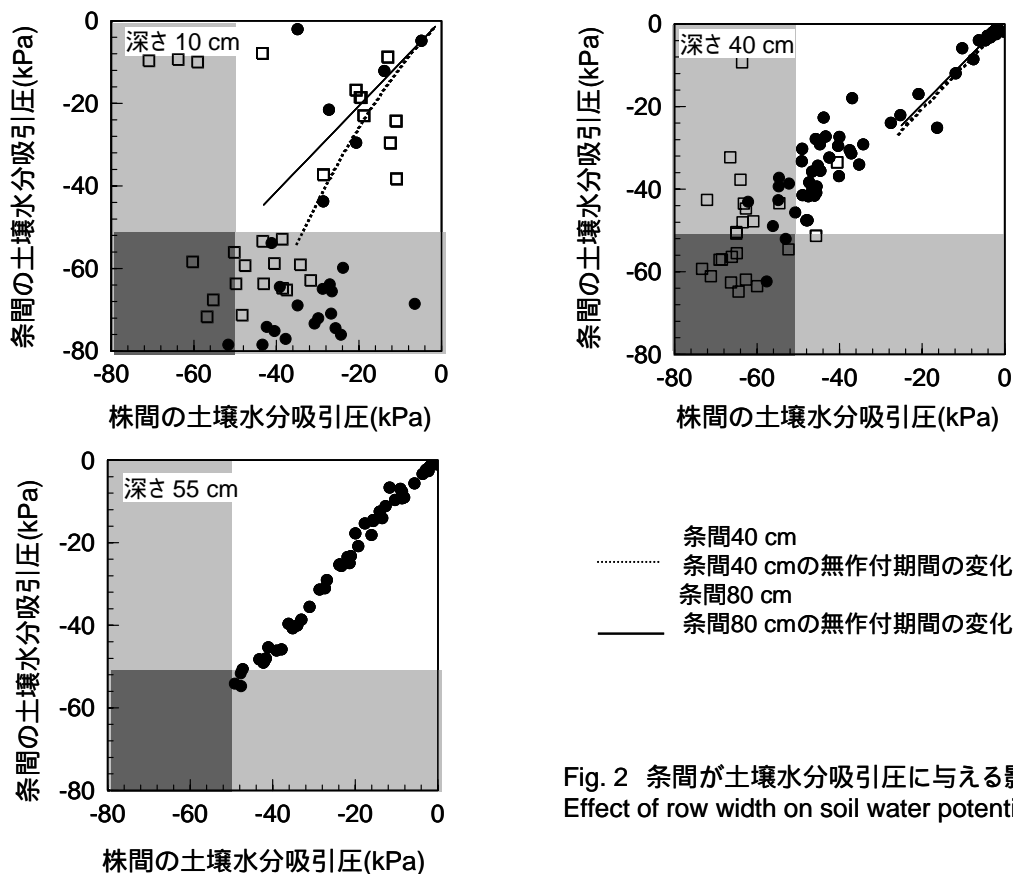 0
-20
-40
-60
-80
条間の土壌水分吸引圧(kPa)
深さ 10 cm
-80 -60 -40 -20 0
株間の土壌水分吸引圧(kPa)
0
-20
-40
-60
-80
条間の土壌水分吸引圧(kPa)
深さ 40 cm
-80 -60 -40 -20 0
株間の土壌水分吸引圧(kPa)
0
-20
-40
-60
-80
条間の土壌水分吸引圧(kPa)
深さ 55 cm
-80 -60 -40 -20 0
株間の土壌水分吸引圧(kPa)
条間40 cm
条間40 cmの無作付期間の変化
条間80 cm
条間80 cmの無作付期間の変化
Fig. 2 条間が土壌水分吸引圧に与える
Effect of row width on soil water potenti